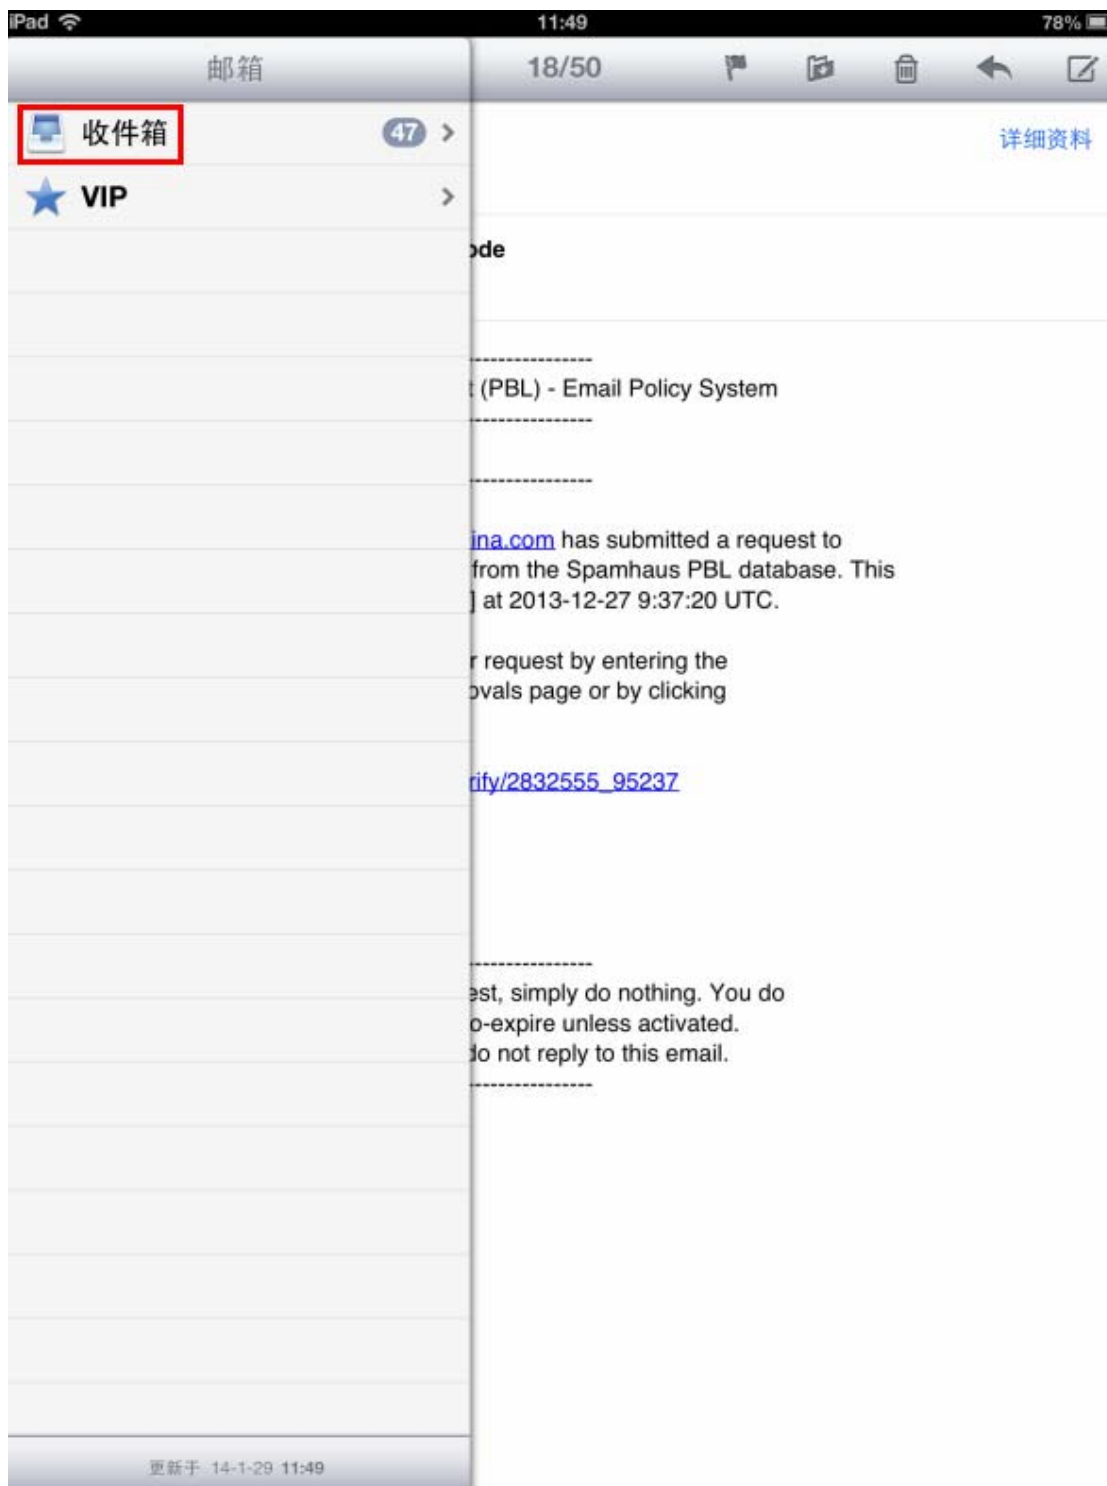 iPad 11:49 78%
邮箱 18/50
收件箱 47
详细资料
VIP
ode
----------------
t (PBL) - Email Policy System
----------------
----------------
ina.com has submitted a request to
from the Spamhaus PBL database. This
] at 2013-12-27 9:37:20 UTC.
r request by entering the
ovals page or by clicking
rify/2832555_95237
----------------
est, simply do nothing. You do
o-expire unless activated.
do not reply to this email.
----------------
更新于 14-1-29 11:49